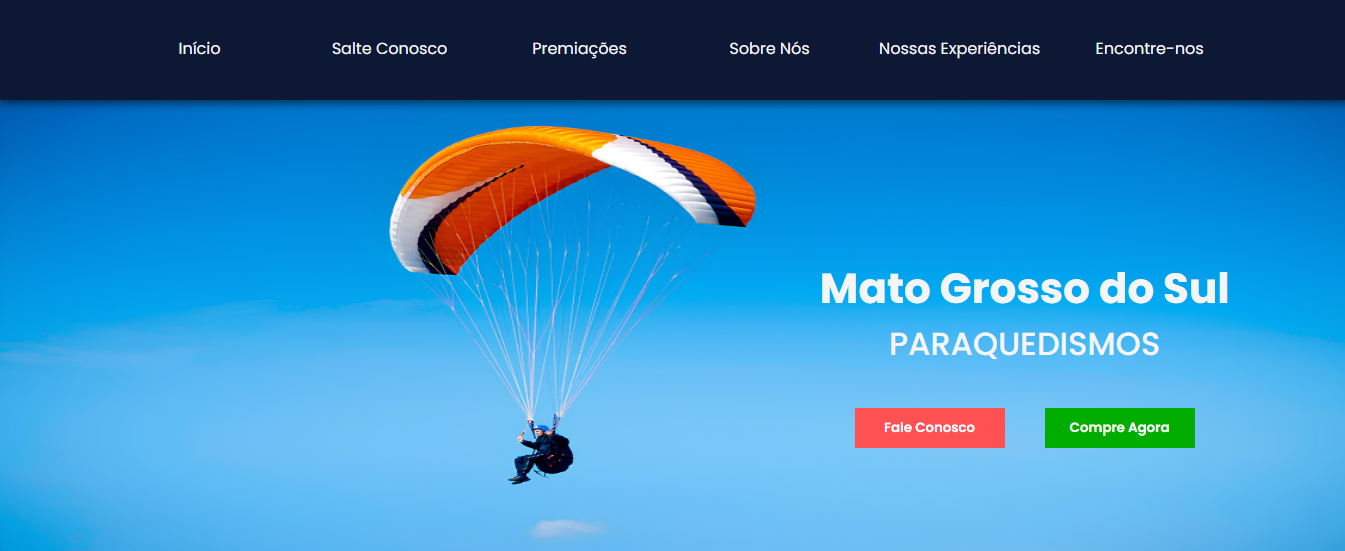 Início Salte Conosco Premiações Sobre Nós Nossas Experiências Encontre-nos
Mato Grosso do Sul
PARAQUEDISMOS
Fale Conosco Compre Agora